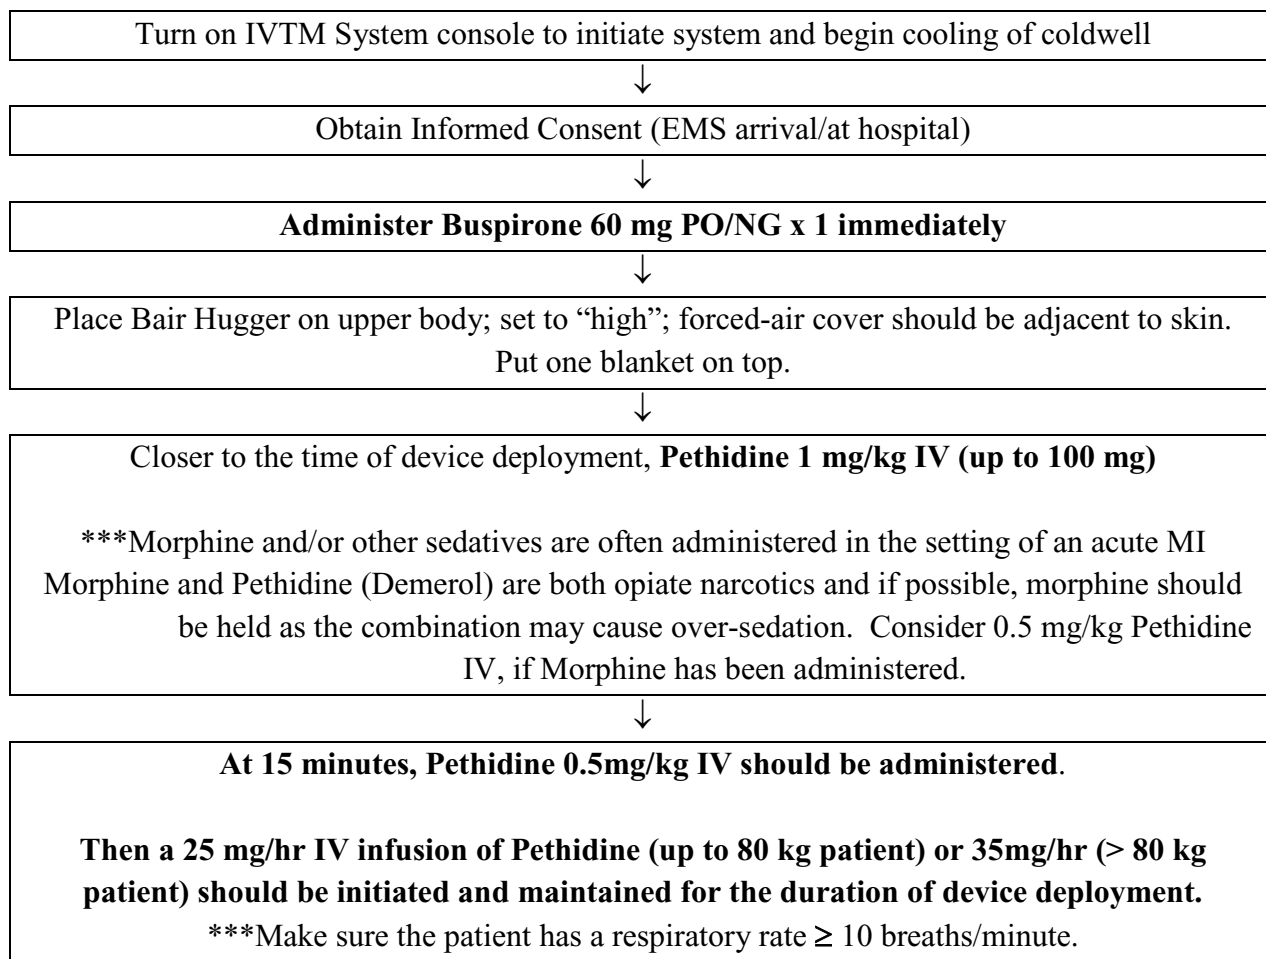 Turn on IVTM System console to initiate system and begin cooling of coldwell
↓
Obtain Informed Consent (EMS arrival/at hospital)
↓
Administer Buspirone 60 mg PO/NG x 1 immediately
↓
Place Bair Hugger on upper body; set to “high”; forced-air cover should be adjacent to skin.
Put one blanket on top.
↓
Closer to the time of device deployment, Pethidine 1 mg/kg IV (up to 100 mg)
***Morphine and/or other sedatives are often administered in the setting of an acute MI
Morphine and Pethidine (Demerol) are both opiate narcotics and if possible, morphine should
be held as the combination may cause over-sedation.  Consider 0.5 mg/kg Pethidine
IV, if Morphine has been administered.
↓
At 15 minutes, Pethidine 0.5mg/kg IV should be administered.
Then a 25 mg/hr IV infusion of Pethidine (up to 80 kg patient) or 35mg/hr (> 80 kg
patient) should be initiated and maintained for the duration of device deployment.
***Make sure the patient has a respiratory rate ≥ 10 breaths/minute.